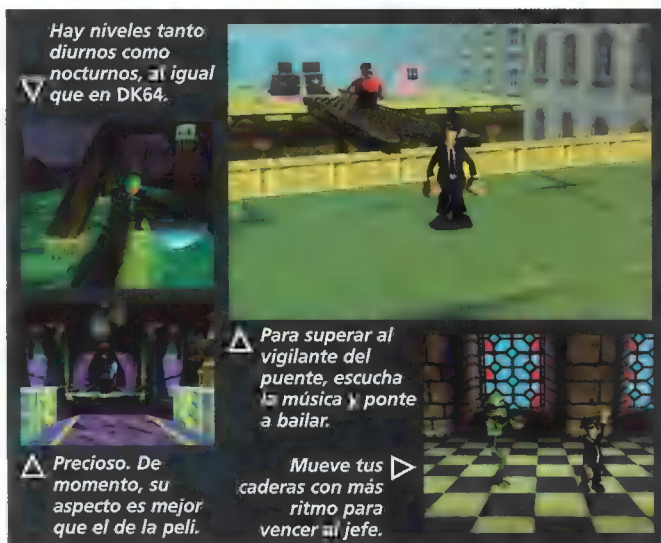 Hay niveles tanto
diurnos como
nocturnos, al igual
que en DK64.
Para superar al
vigilante del
puente, escucha
la música y ponte
a bailar.
Precioso. De
momento, su
aspecto es mejor
que el de la peli.
Mueve tus
caderas con más
ritmo para
vencer al jefe.